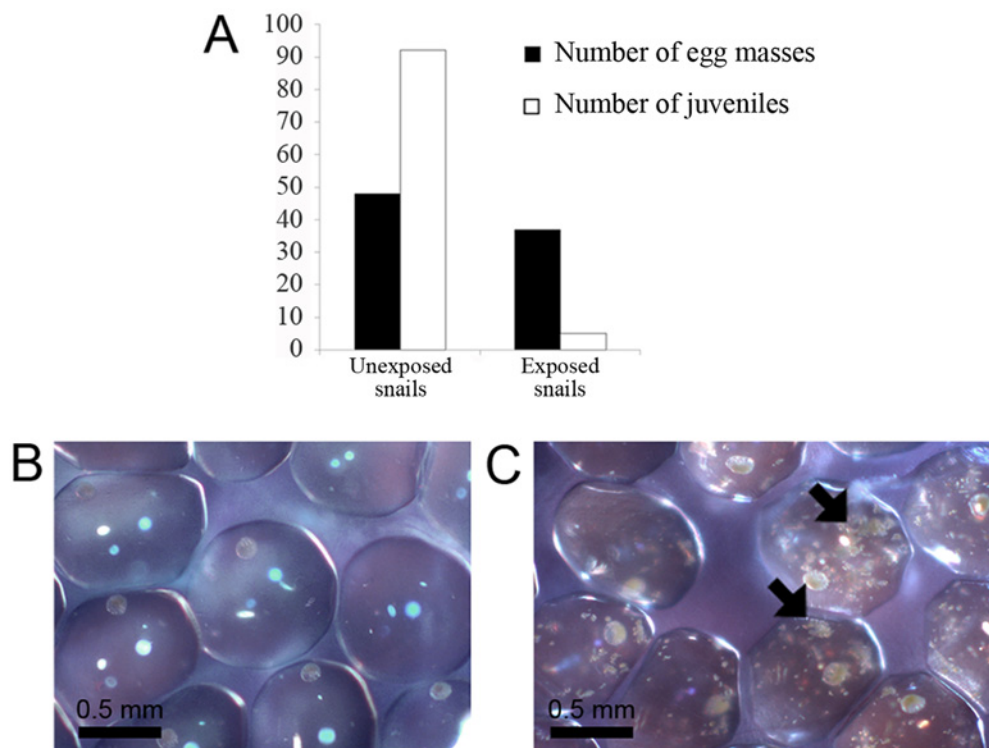 A
100
90
80
70
60
50
40
30
20
10
0
Number of egg masses
Number of juveniles
Unexposed
snails
Exposed
snails
B
0.5 mm
C
0.5 mm